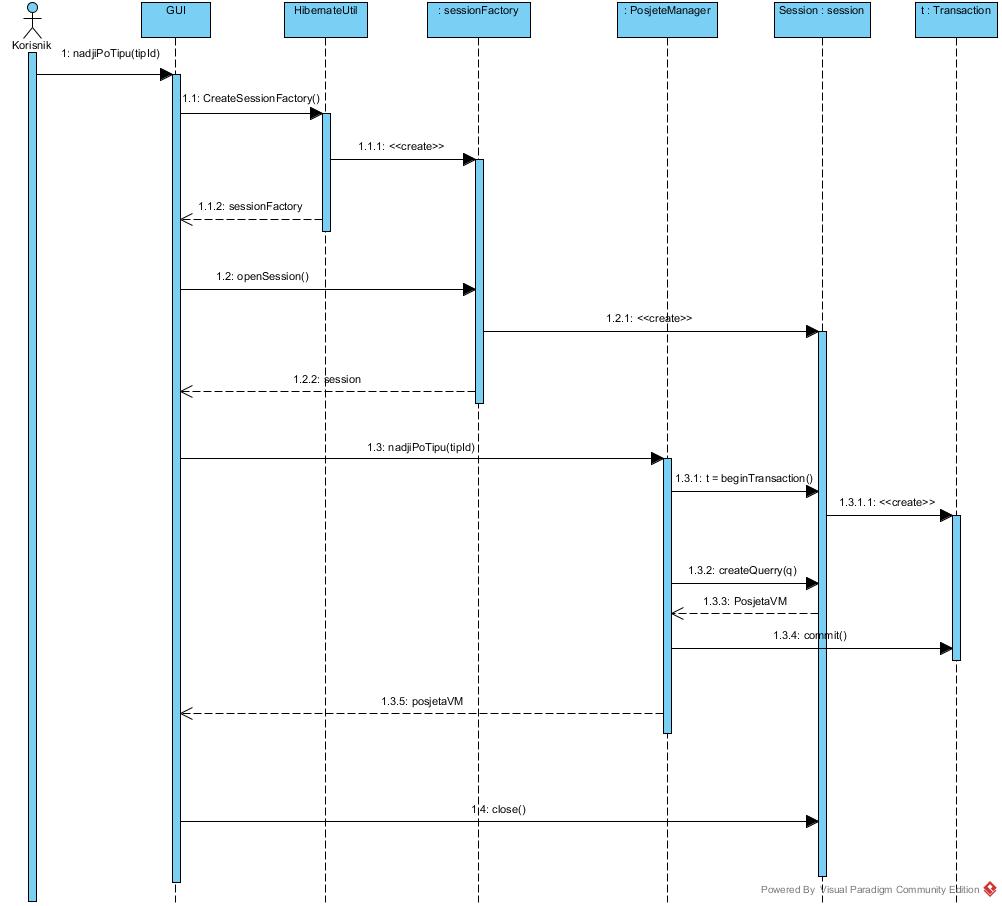 GUI
HibernateUtil
: sessionFactory
: PosjeteManager
Session : session
t : Transaction
Korisnik
1: nadjiPoTipu(tipId)
1.1: CreateSessionFactory()
1.1.1: <<create>>
1.1.2: sessionFactory
1.2: openSession()
1.2.1: <<create>>
1.2.2: session
1.3: nadjiPoTipu(tipId)
1.3.1: t = beginTransaction()
1.3.1.1: <<create>>
1.3.2: createQuerry(q)
1.3.3: PosjetaVM
1.3.4: commit()
1.3.5: posjetaVM
1.4: close()
Powered By Visual Paradigm Community Edition